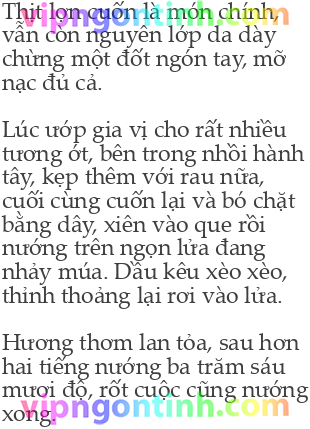 Thịt lợn cuốn là món chính,
vẫn còn nguyên lớp da dày
chừng một đốt ngón tay, mỡ
nạc đủ cả.
Lúc ướp gia vị cho rất nhiều
tương ớt, bên trong nhồi hành
tây, kẹp thêm với rau nữa,
cuối cùng cuốn lại và bó chặt
bằng dây, xiên vào que rồi
nướng trên ngọn lửa đang
nhảy múa. Dầu kêu xèo xèo,
thỉnh thoảng lại rơi vào lửa.
Hương thơm lan tỏa, sau hơn
hai tiếng nướng ba trăm sáu
mươi độ, rốt cuộc cũng nướng
xong.
vipngontinh.com
vipngontinh.com
vipngontinh.com